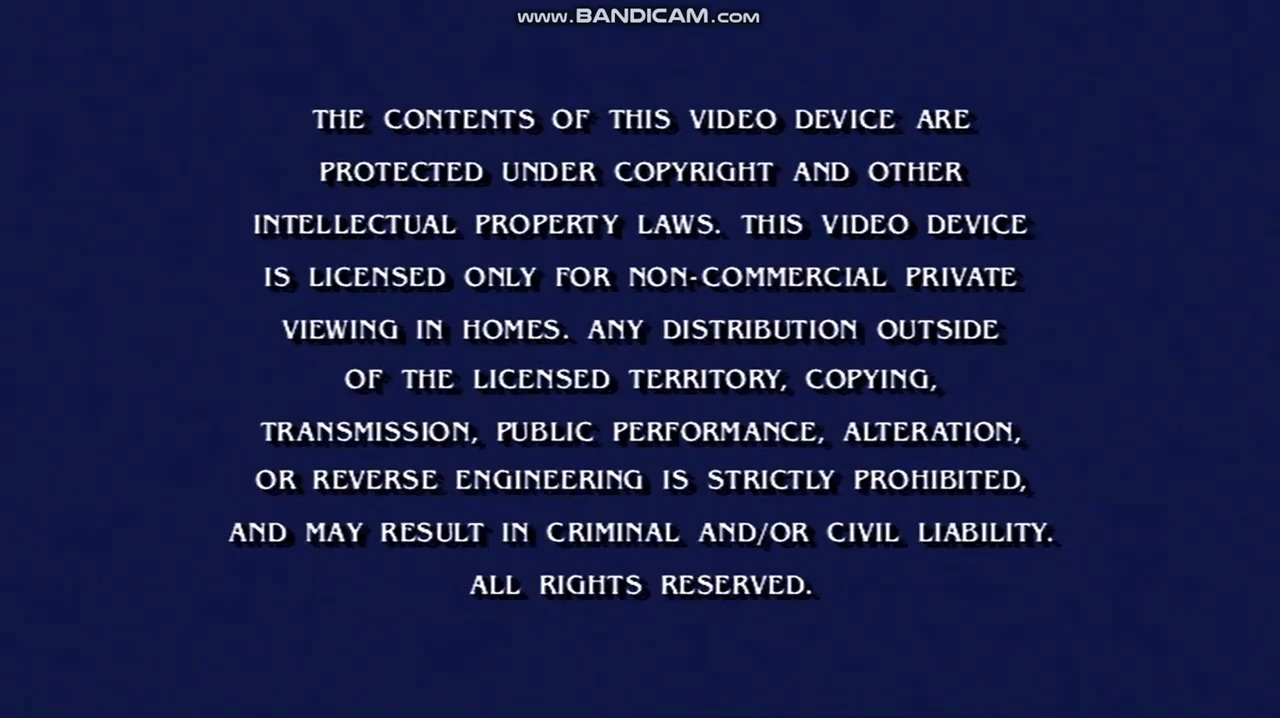 www.BANDICAM.com
THE CONTENTS OF THIS VIDEO DEVICE ARE
PROTECTED UNDER COPYRIGHT AND OTHER
INTELLECTUAL PROPERTY LAWS. THIS VIDEO DEVICE
IS LICENSED ONLY FOR NON-COMMERCIAL PRIVATE
VIEWING IN HOMES. ANY DISTRIBUTION OUTSIDE
OF THE LICENSED TERRITORY, COPYING,
TRANSMISSION, PUBLIC PERFORMANCE, ALTERATION,
OR REVERSE ENGINEERING IS STRICTLY PROHIBITED,
AND MAY RESULT IN CRIMINAL AND/OR CIVIL LIABILITY.
ALL RIGHTS RESERVED.